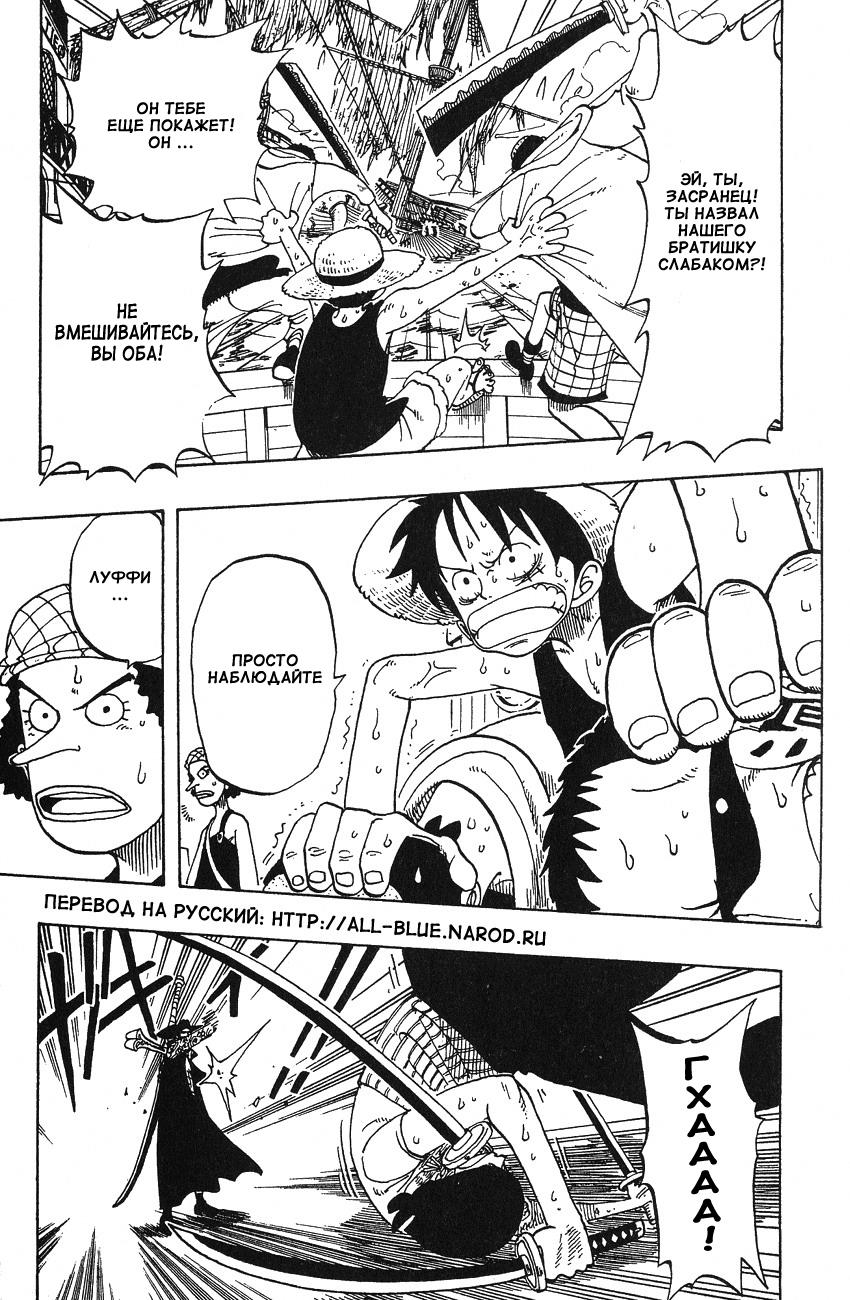 ЭЙ, ТЫ,
ЗАСРАНЕЦ!
ТЫ НАЗВАЛ
НАШЕГО
БРАТИШКУ
СЛАБАКОМ?!
ОН ТЕБЕ
ЕЩЕ ПОКАЖЕТ!
ОН ...
НЕ
ВМЕШИВАЙТЕСЬ,
ВЫ ОБА!
ПРОСТО
НАБЛЮДАЙТЕ
ЛУФФИ
...
ПЕРЕВОД НА РУССКИЙ: HTTP://ALL-BLUE.NAROD.RU
ГХАААА!